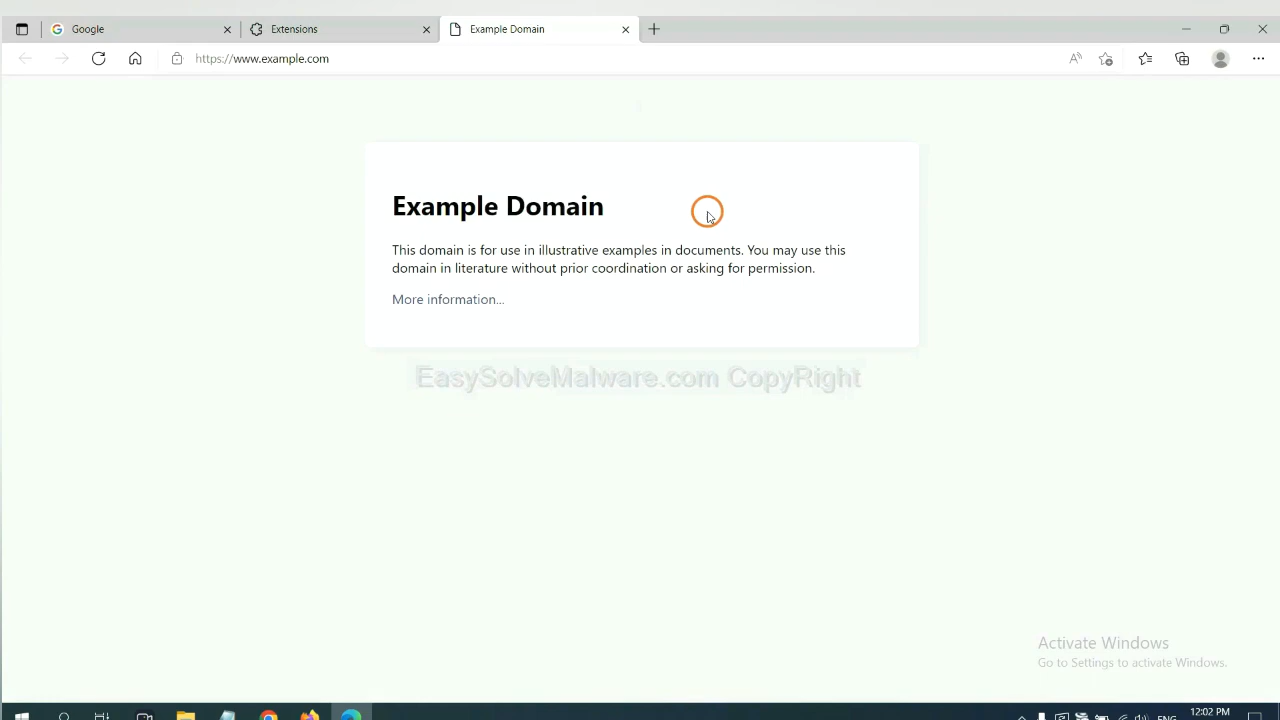 Google
Extensions
Example Domain
https://www.example.com
Example Domain
This domain is for use in illustrative examples in documents. You may use this
domain in literature without prior coordination or asking for permission.
More information...
EasySolveMalware.com CopyRight
Activate Windows
Go to Settings to activate Windows.
ENG
12:02 PM